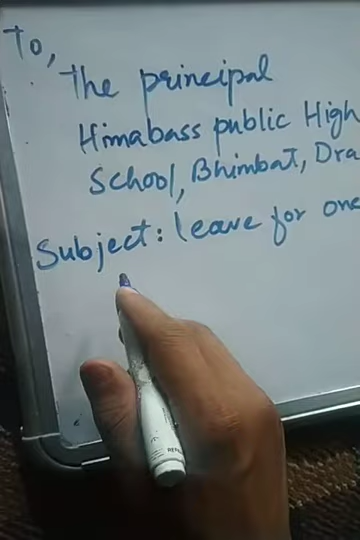 To,
The principal
Himabass public High
School, Bhimbat, Dra
Subject: leave for one